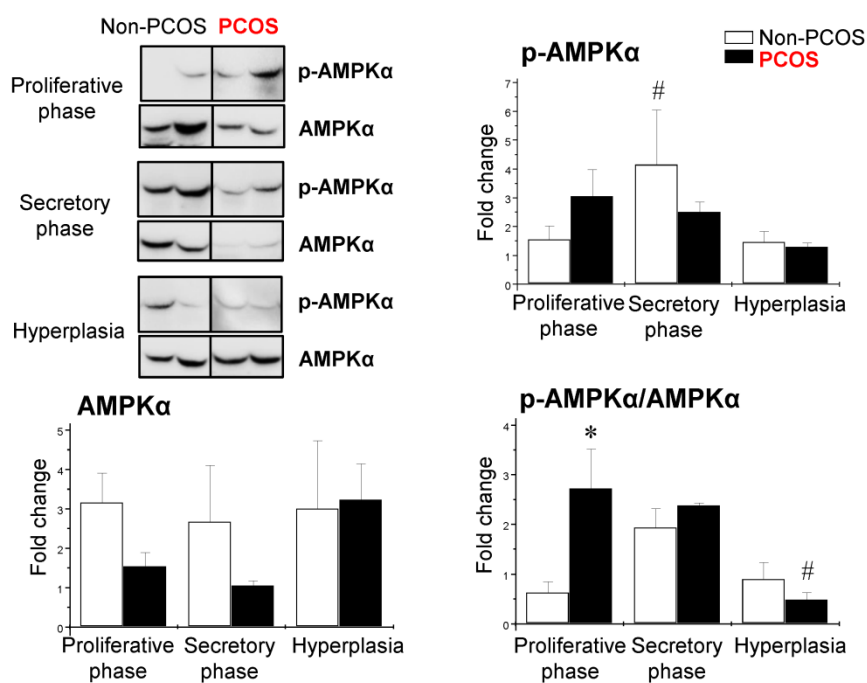 Non-PCOS PCOS
Proliferative
phase
p-AMPKα
AMPKα
Secretory
phase
p-AMPKα
AMPKα
Hyperplasia
p-AMPKα
AMPKα
Non-PCOS
PCOS
p-AMPKα
Fold change
7
6
5
4
3
2
1
0
#
Proliferative
phase
Secretory
phase
Hyperplasia
AMPKα
Fold change
5
4
3
2
1
0
Proliferative
phase
Secretory
phase
Hyperplasia
p-AMPKα/AMPKα
Fold change
4
3
2
1
0
*
#
Proliferative
phase
Secretory
phase
Hyperplasia